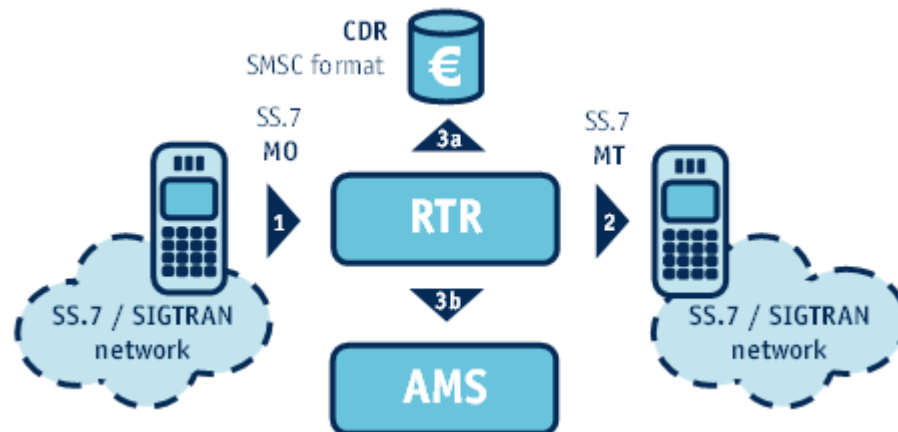 CDR
SMSC format
€
SS.7
MO
3a
SS.7
MT
1
RTR
2
3b
SS.7 / SIGTRAN
network
SS.7 / SIGTRAN
network
AMS